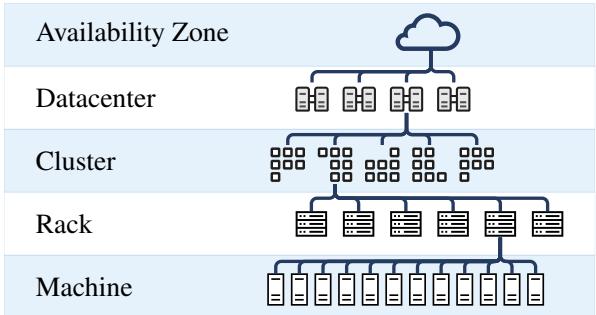 Availability Zone
Datacenter
Cluster
Rack
Machine